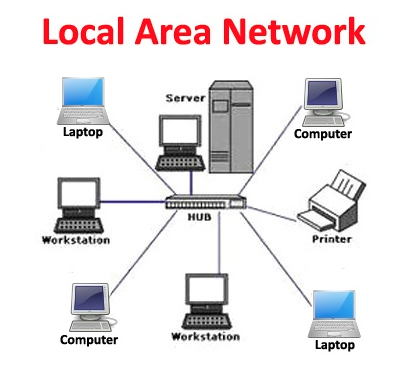 Local Area Network
Server
Laptop
Computer
HUB
Workstation
Printer
Computer
Workstation
Laptop